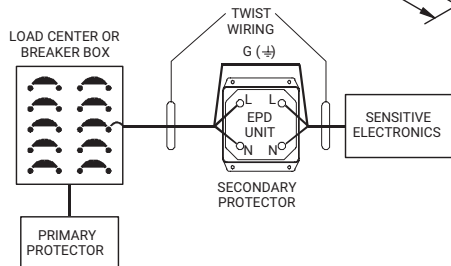 TWIST
WIRING
LOAD CENTER OR
BREAKER BOX
G (⏚)
L L
EPD
UNIT
N N
SENSITIVE
ELECTRONICS
SECONDARY
PROTECTOR
PRIMARY
PROTECTOR